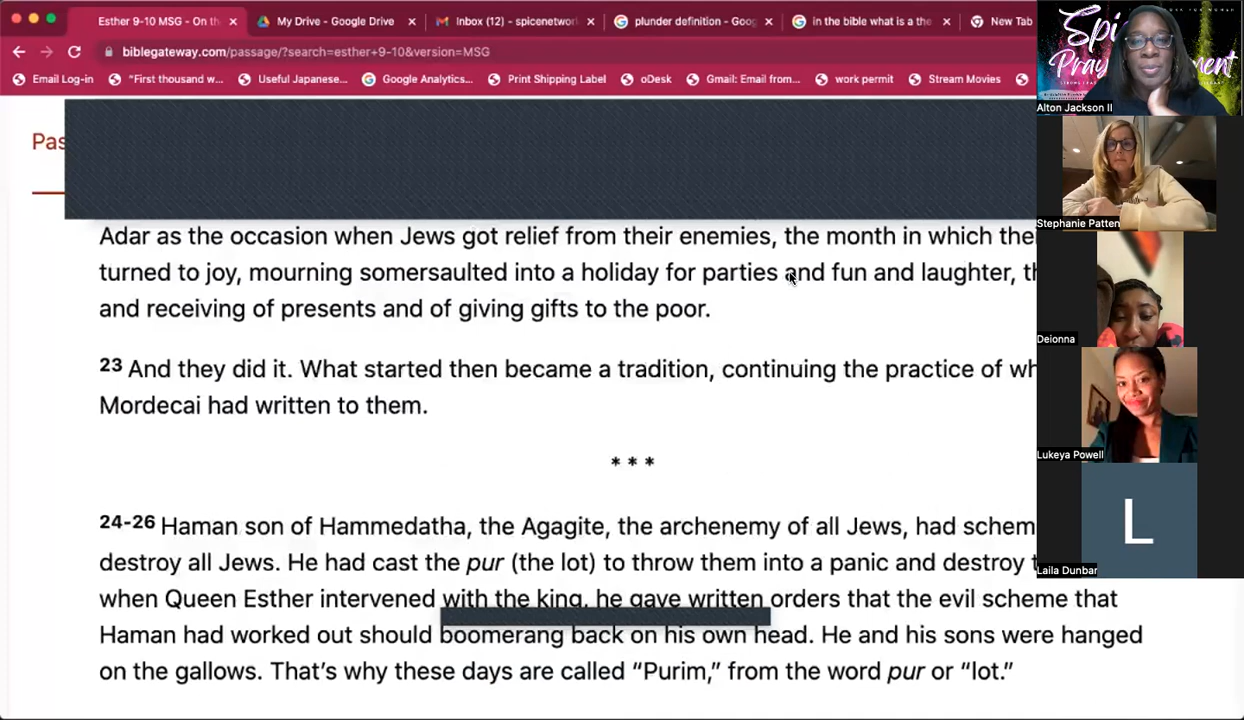 Esther 9-10 MSG - On th
My Drive - Google Drive
Inbox (12) - spicenetwor
plunder definition - Goog
in the bible what is a the
New Tab
biblegateway.com/passage/?search=esther+9-10&version=MSG
Email Log-in
"First thousand w...
Useful Japanese...
Google Analytics...
Print Shipping Label
oDesk
Gmail: Email from...
work permit
Stream Movies
Alton Jackson II
Stephanie Patten
Deionna
Lukeya Powell
L
Laila Dunbar
Pas
Adar as the occasion when Jews got relief from their enemies, the month in which thei
turned to joy, mourning somersaulted into a holiday for parties and fun and laughter, th
and receiving of presents and of giving gifts to the poor.
23 And they did it. What started then became a tradition, continuing the practice of wh
Mordecai had written to them.
* * *
24-26 Haman son of Hammedatha, the Agagite, the archenemy of all Jews, had schem
destroy all Jews. He had cast the pur (the lot) to throw them into a panic and destroy t
when Queen Esther intervened with the king, he gave written orders that the evil scheme that
Haman had worked out should boomerang back on his own head. He and his sons were hanged
on the gallows. That's why these days are called "Purim," from the word pur or "lot."